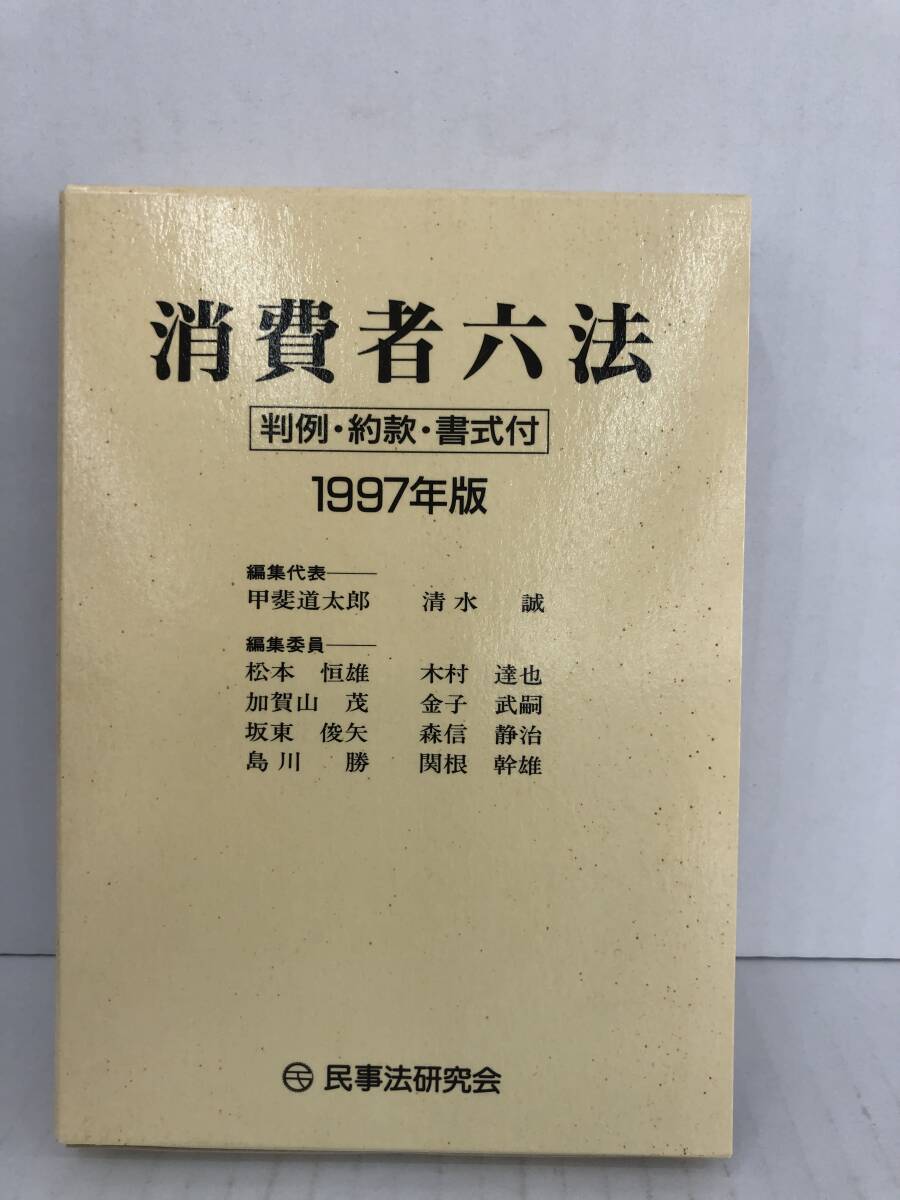 消費者六法
判例・約款・書式付
1997年版
編集代表――
甲斐道太郎 清水 誠
編集委員――
松本 恒雄 木村 達也
加賀山 茂 金子 武嗣
坂東 俊矢 森信 静治
島川 勝 関根 幹雄
民事法研究会